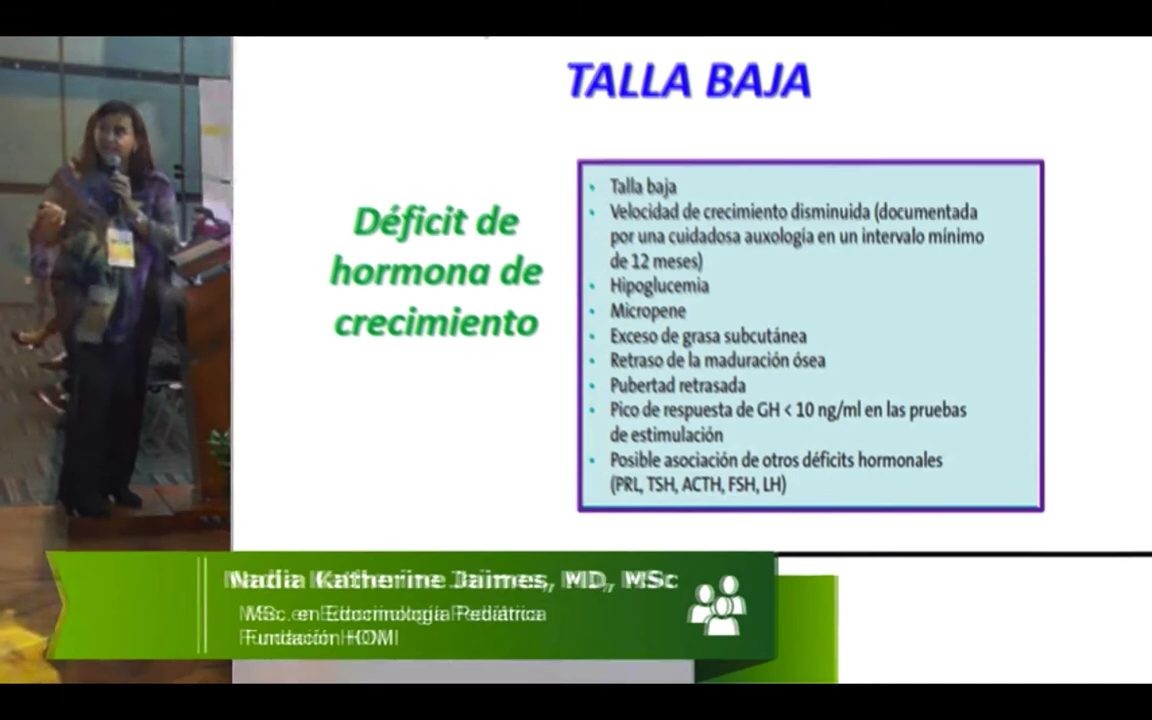 TALLA BAJA
Déficit de
hormona de
crecimiento
• Talla baja
• Velocidad de crecimiento disminuida (documentada
por una cuidadosa auxología en un intervalo mínimo
de 12 meses)
• Hipoglucemia
• Micropene
• Exceso de grasa subcutánea
• Retraso de la maduración ósea
• Pubertad retrasada
• Pico de respuesta de GH < 10 ng/ml en las pruebas
de estimulación
• Posible asociación de otros déficits hormonales
(PRL, TSH, ACTH, FSH, LH)
Nadia Katherine Jaimes, MD, MSc
MSc. en Edocrinología Pediátrica
Fundación HOMI